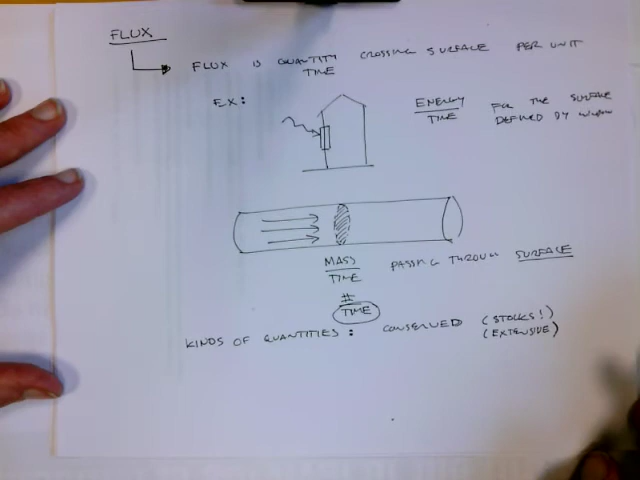 FLUX
FLUX IS QUANTITY CROSSING SURFACE PER UNIT
TIME
EX:
ENERGY FOR THE SURFACE
TIME DEFINED BY WINDOW
MASS
TIME PASSING THROUGH SURFACE
#
TIME
KINDS OF QUANTITIES: CONSERVED (STOCKS!)
(EXTENSIVE)